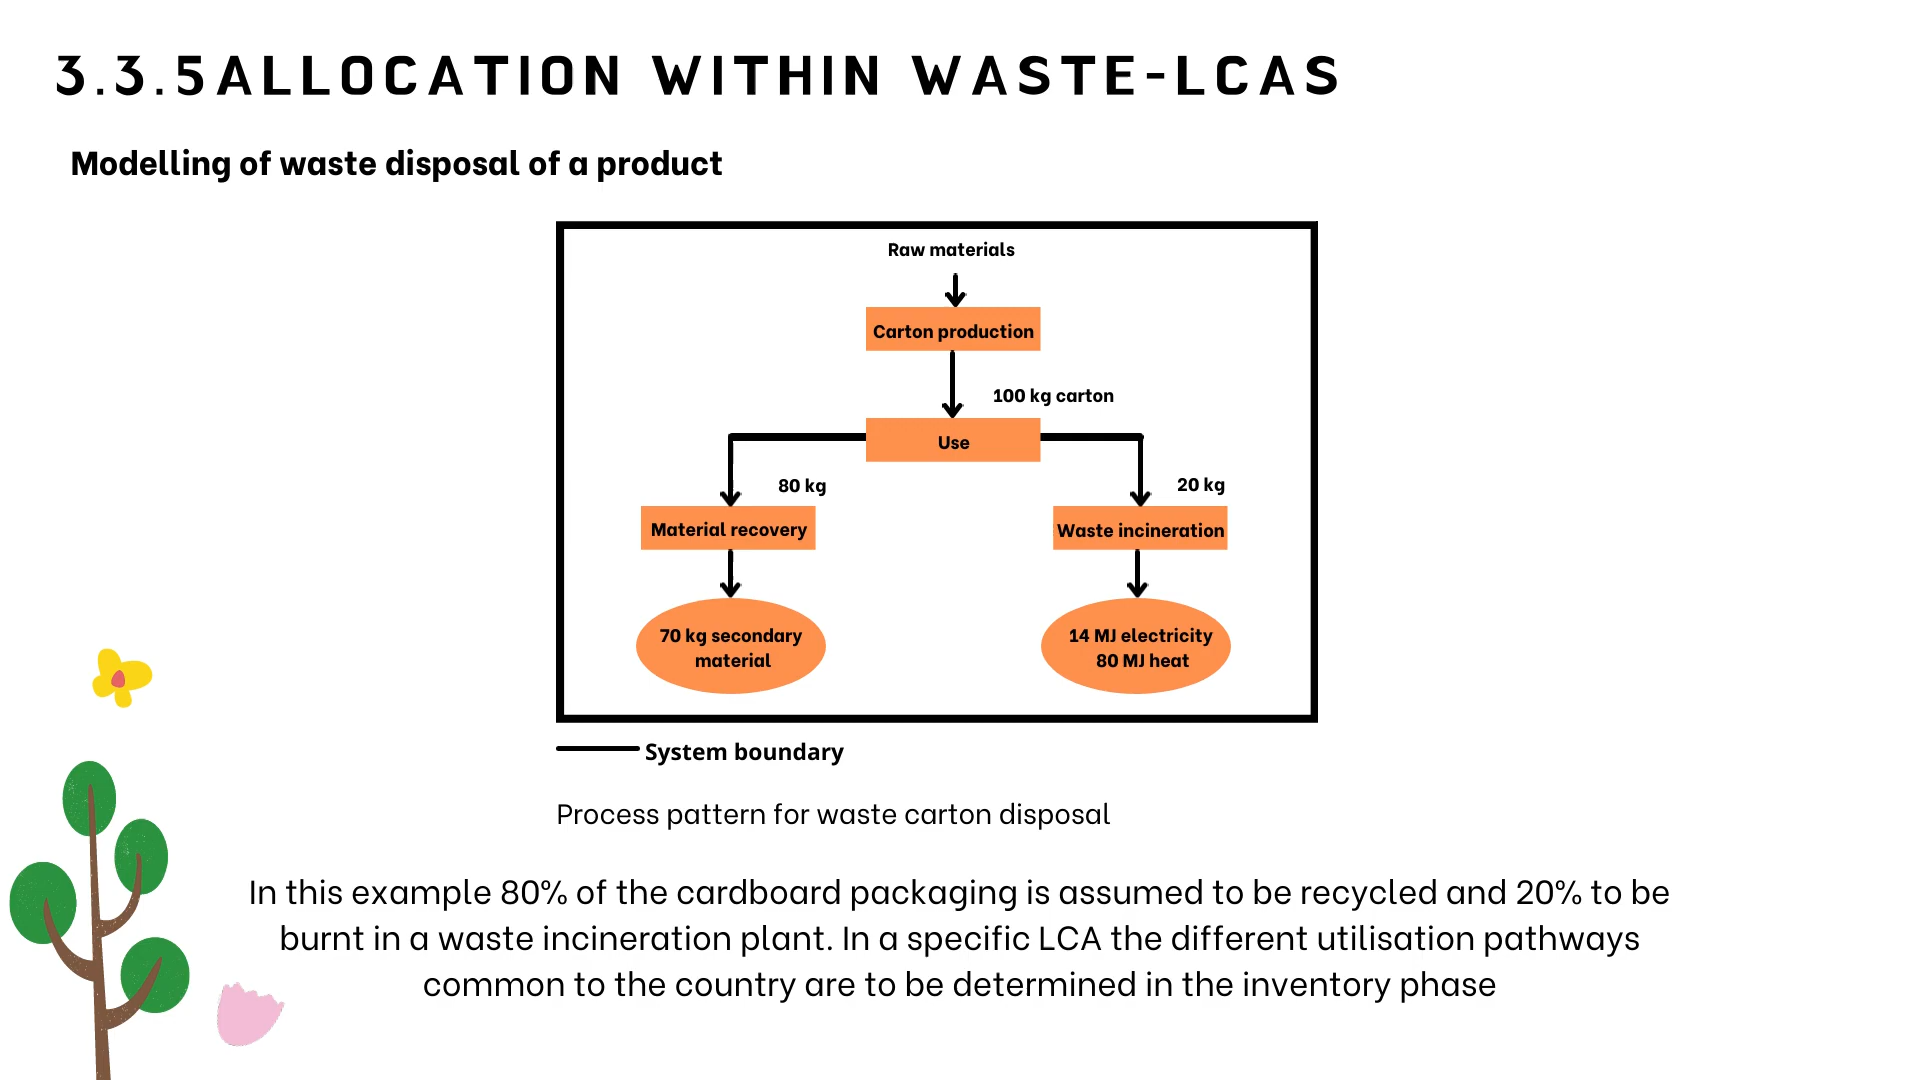 3.3.5ALLOCATION WITHIN WASTE-LCAS
Modelling of waste disposal of a product
Raw materials
Carton production
100 kg carton
Use
80 kg
20 kg
Material recovery
Waste incineration
70 kg secondary
material
14 MJ electricity
80 MJ heat
System boundary
Process pattern for waste carton disposal
In this example 80% of the cardboard packaging is assumed to be recycled and 20% to be
burnt in a waste incineration plant. In a specific LCA the different utilisation pathways
common to the country are to be determined in the inventory phase